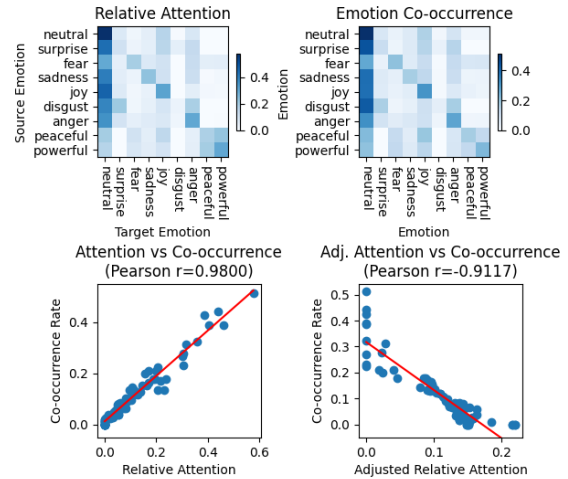 Relative Attention
neutral
surprise
fear
sadness
joy
disgust
anger
peaceful
powerful
Source Emotion
neutral
surprise
fear
sadness
joy
disgust
anger
peaceful
powerful
Target Emotion
0.4
0.2
0.0
Emotion Co-occurrence
neutral
surprise
fear
sadness
joy
disgust
anger
peaceful
powerful
Emotion
neutral
surprise
fear
sadness
joy
disgust
anger
peaceful
powerful
Emotion
0.4
0.2
0.0
Attention vs Co-occurrence
(Pearson r=0.9800)
Co-occurrence Rate
0.4
0.2
0.0
0.0 0.2 0.4 0.6
Relative Attention
Adj. Attention vs Co-occurrence
(Pearson r=-0.9117)
Co-occurrence Rate
0.5
0.4
0.3
0.2
0.1
0.0
0.0 0.1 0.2
Adjusted Relative Attention